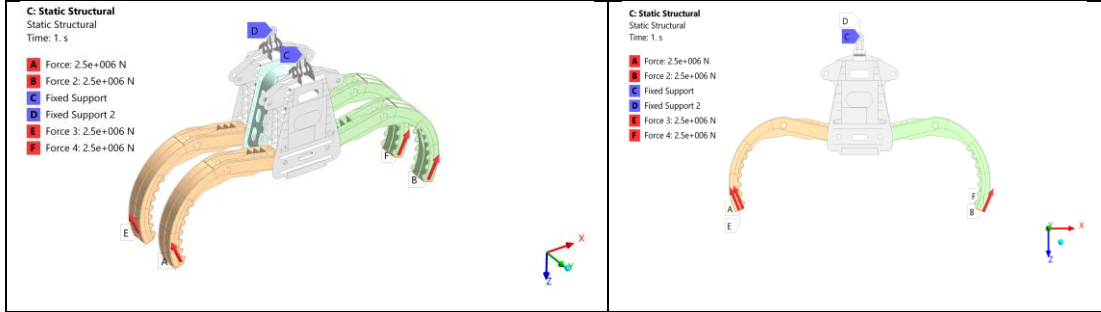 C: Static Structural
Static Structural
Time: 1. s
A Force: 2.5e+006 N
B Force 2: 2.5e+006 N
C Fixed Support
D Fixed Support 2
E Force 3: 2.5e+006 N
F Force 4: 2.5e+006 N
D
C
F
B
E
A
X
Y
Z
C: Static Structural
Static Structural
Time: 1. s
A Force: 2.5e+006 N
B Force 2: 2.5e+006 N
C Fixed Support
D Fixed Support 2
E Force 3: 2.5e+006 N
F Force 4: 2.5e+006 N
D
C
A
E
F
B
X
Z